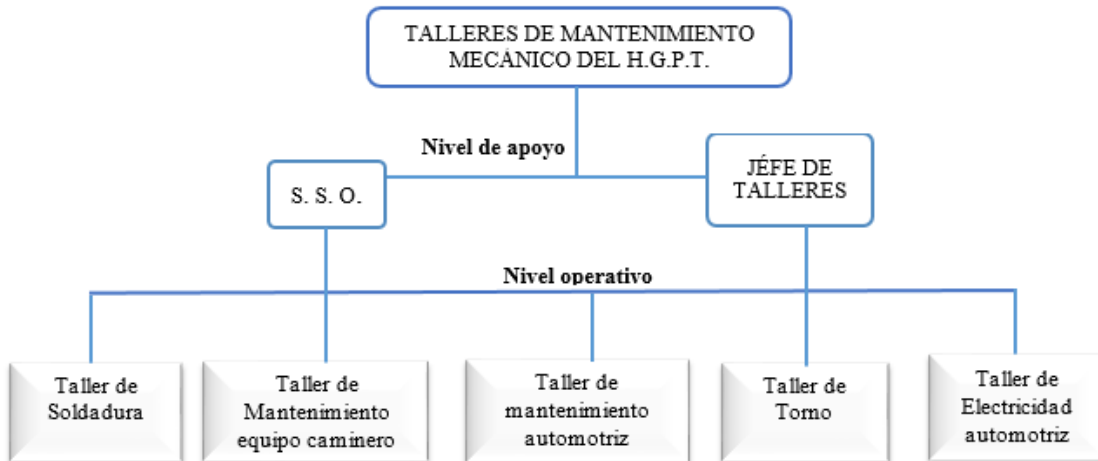 TALLERES DE MANTENIMIENTO
MECÁNICO DEL H.G.P.T.
Nivel de apoyo
S. S. O.
JÉFE DE
TALLERES
Nivel operativo
Taller de
Soldadura
Taller de
Mantenimiento
equipo caminero
Taller de
mantenimiento
automotriz
Taller de
Torno
Taller de
Electricidad
automotriz